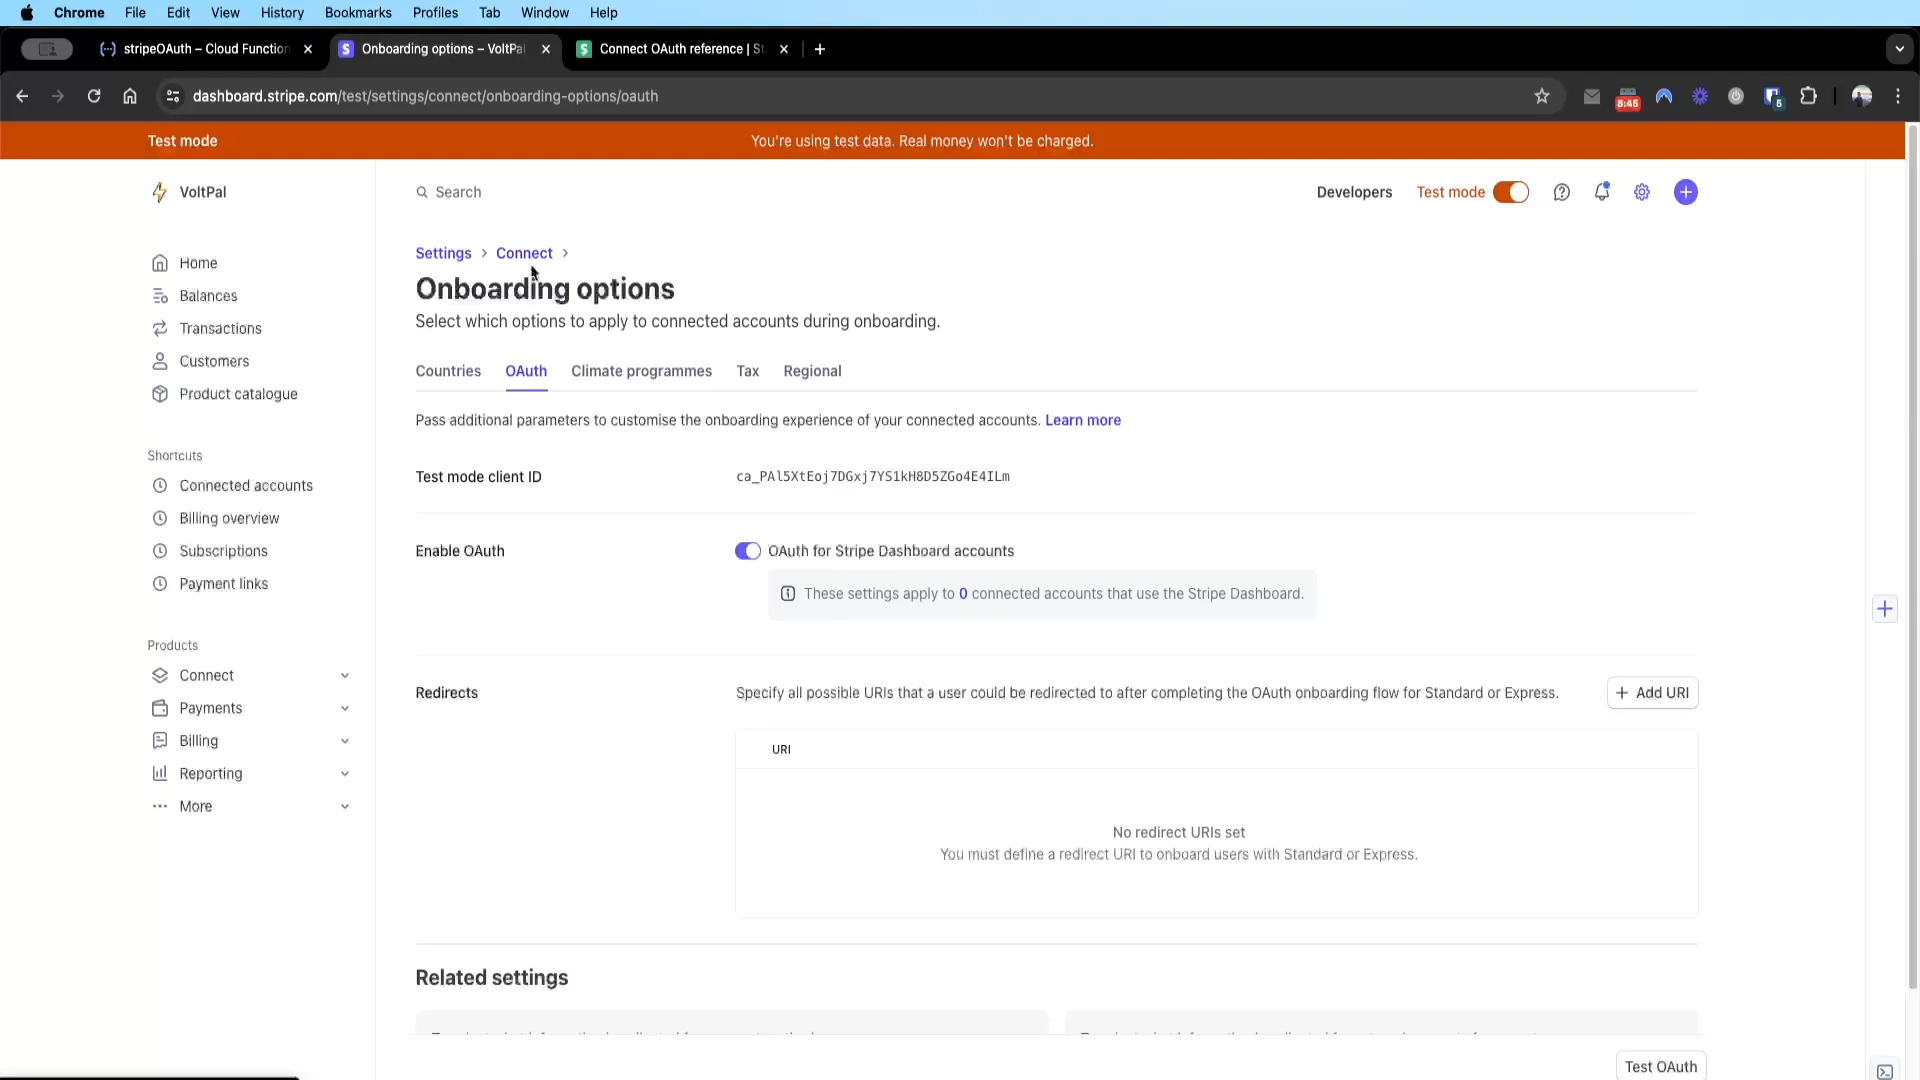 Chrome File Edit View History Bookmarks Profiles Tab Window Help
stripeOAuth – Cloud Function
Onboarding options – VoltPal
Connect OAuth reference | St
dashboard.stripe.com/test/settings/connect/onboarding-options/oauth
8:45
5
Test mode
You're using test data. Real money won't be charged.
VoltPal
Search
Developers
Test mode
Home
Balances
Transactions
Customers
Product catalogue
Shortcuts
Connected accounts
Billing overview
Subscriptions
Payment links
Products
Connect
Payments
Billing
Reporting
More
Settings > Connect >
Onboarding options
Select which options to apply to connected accounts during onboarding.
Countries OAuth Climate programmes Tax Regional
Pass additional parameters to customise the onboarding experience of your connected accounts. Learn more
Test mode client ID
ca_PAl5XtEoj7DGxj7YS1kH8D5ZGo4E4ILm
Enable OAuth
OAuth for Stripe Dashboard accounts
These settings apply to 0 connected accounts that use the Stripe Dashboard.
Redirects
Specify all possible URIs that a user could be redirected to after completing the OAuth onboarding flow for Standard or Express.
+ Add URI
URI
No redirect URIs set
You must define a redirect URI to onboard users with Standard or Express.
Related settings
Test OAuth